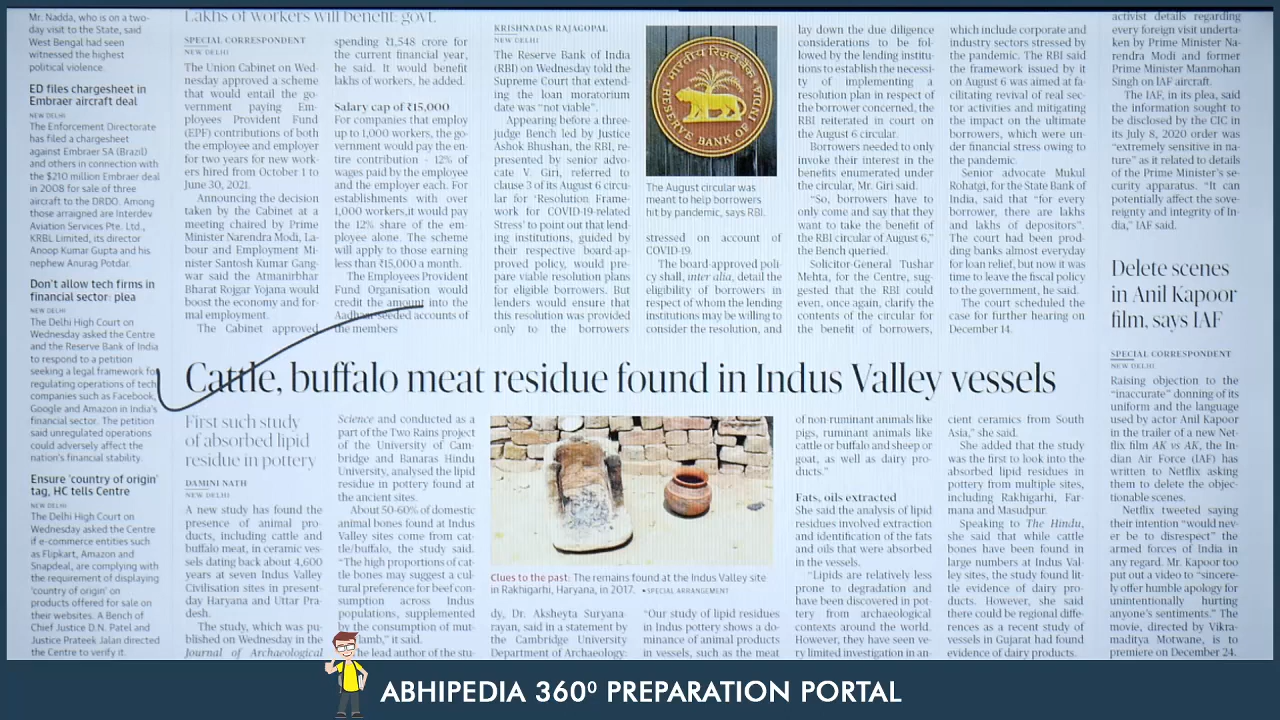 Mr. Nadda, who is on a two-
day visit to the State, said
West Bengal had seen
witnessed the highest
political violence.
ED files chargesheet in
Embraer aircraft deal
NEW DELHI
The Enforcement Directorate
has filed a chargesheet
against Embraer SA (Brazil)
and others in connection with
the $210 million Embraer deal
in 2008 for sale of three
aircraft to the DRDO. Among
those arraigned are Interdev
Aviation Services Pte. Ltd.,
KRBL Limited, its director
Anoop Kumar Gupta and his
nephew Anurag Potdar.
Don't allow tech firms in
financial sector: plea
NEW DELHI
The Delhi High Court on
Wednesday asked the Centre
and the Reserve Bank of India
to respond to a petition
seeking a legal framework for
regulating operations of tech
companies such as Facebook,
Google and Amazon in India's
financial sector. The petition
said unregulated operations
could adversely affect the
nation's financial stability.
Ensure 'country of origin'
tag, HC tells Centre
NEW DELHI
The Delhi High Court on
Wednesday asked the Centre
if e-commerce entities such
as Flipkart, Amazon and
Snapdeal, are complying with
the requirement of displaying
'country of origin' on
products offered for sale on
their websites. A Bench of
Chief Justice D.N. Patel and
Justice Prateek Jalan directed
the Centre to verify it.
Lakhs of workers will benefit: govt.
SPECIAL CORRESPONDENT
NEW DELHI
The Union Cabinet on Wed-
nesday approved a scheme
that would entail the go-
vernment paying Em-
ployees Provident Fund
(EPF) contributions of both
the employee and employer
for two years for new work-
ers hired from October 1 to
June 30, 2021.
Announcing the decision
taken by the Cabinet at a
meeting chaired by Prime
Minister Narendra Modi, La-
bour and Employment Mi-
nister Santosh Kumar Gang-
war said the Atmanirbhar
Bharat Rojgar Yojana would
boost the economy and for-
mal employment.
The Cabinet approved
spending ₹1,548 crore for
the current financial year,
he said. It would benefit
lakhs of workers, he added.
Salary cap of ₹15,000
For companies that employ
up to 1,000 workers, the go-
vernment would pay the en-
tire contribution - 12% of
wages paid by the employee
and the employer each. For
establishments with over
1,000 workers,it would pay
the 12% share of the em-
ployee alone. The scheme
will apply to those earning
less than ₹15,000 a month.
The Employees Provident
Fund Organisation would
credit the amount into the
Aadhar-seeded accounts of
the members
KRISHNADAS RAJAGOPAL
NEW DELHI
The Reserve Bank of India
(RBI) on Wednesday told the
Supreme Court that extend-
ing the loan moratorium
date was “not viable”.
Appearing before a three-
judge Bench led by Justice
Ashok Bhushan, the RBI, re-
presented by senior advo-
cate V. Giri, referred to
clause 3 of its August 6 circu-
lar for ‘Resolution Frame-
work for COVID-19-related
Stress’ to point out that lend-
ing institutions, guided by
their respective board-ap-
proved policy, would pre-
pare viable resolution plans
for eligible borrowers. But
lenders would ensure that
this resolution was provided
only to the borrowers
भारतीय रिज़र्व बैंक
RESERVE BANK OF INDIA
The August circular was
meant to help borrowers
hit by pandemic, says RBI.
stressed on account of
COVID-19.
The board-approved pol-
icy shall, inter alia, detail the
eligibility of borrowers in
respect of whom the lending
institutions may be willing to
consider the resolution, and
lay down the due diligence
considerations to be fol-
lowed by the lending institu-
tions to establish the necessi-
ty of implementing a
resolution plan in respect of
the borrower concerned, the
RBI reiterated in court on
the August 6 circular.
Borrowers needed to only
invoke their interest in the
benefits enumerated under
the circular, Mr. Giri said.
“So, borrowers have to
only come and say that they
want to take the benefit of
the RBI circular of August 6,”
the Bench queried.
Solicitor-General Tushar
Mehta, for the Centre, sug-
gested that the RBI could
even, once again, clarify the
contents of the circular for
the benefit of borrowers,
which include corporate and
industry sectors stressed by
the pandemic. The RBI said
the framework issued by it
on August 6 was aimed at fa-
cilitating revival of real sec-
tor activities and mitigating
the impact on the ultimate
borrowers, which were un-
der financial stress owing to
the pandemic.
Senior advocate Mukul
Rohatgi, for the State Bank of
India, said that “for every
borrower, there are lakhs
and lakhs of depositors”.
The court had been prod-
ding banks almost everyday
for loan relief, but now it was
time to leave the fiscal policy
to the government, he said.
The court scheduled the
case for further hearing on
December 14.
activist details regarding
every foreign visit underta-
ken by Prime Minister Na-
rendra Modi and former
Prime Minister Manmohan
Singh on IAF aircraft.
The IAF, in its plea, said
the information sought to
be disclosed by the CIC in
its July 8, 2020 order was
“extremely sensitive in na-
ture” as it related to details
of the Prime Minister's se-
curity apparatus. “It can
potentially affect the sove-
reignty and integrity of In-
dia,” IAF said.
Delete scenes
in Anil Kapoor
film, says IAF
SPECIAL CORRESPONDENT
NEW DELHI
Raising objection to the
“inaccurate” donning of its
uniform and the language
used by actor Anil Kapoor
in the trailer of a new Net-
flix film AK vs AK, the In-
dian Air Force (IAF) has
written to Netflix asking
them to delete the objec-
tionable scenes.
Netflix tweeted saying
their intention “would nev-
er be to disrespect” the
armed forces of India in
any regard. Mr. Kapoor too
put out a video to “sincere-
ly offer humble apology for
unintentionally hurting
anyone's sentiments.” The
movie, directed by Vikra-
maditya Motwane, is to
premiere on December 24.
Cattle, buffalo meat residue found in Indus Valley vessels
First such study
of absorbed lipid
residue in pottery
DAMINI NATH
NEW DELHI
A new study has found the
presence of animal pro-
ducts, including cattle and
buffalo meat, in ceramic ves-
sels dating back about 4,600
years at seven Indus Valley
Civilisation sites in present-
day Haryana and Uttar Pra-
desh.
The study, which was pu-
blished on Wednesday in the
Journal of Archaeological
Science and conducted as a
part of the Two Rains project
of the University of Cam-
bridge and Banaras Hindu
University, analysed the lipid
residue in pottery found at
the ancient sites.
About 50-60% of domestic
animal bones found at Indus
Valley sites come from cat-
tle/buffalo, the study said.
“The high proportions of cat-
tle bones may suggest a cul-
tural preference for beef con-
sumption across Indus
populations, supplemented
by the consumption of mut-
lamb,” it said.
he lead author of the stu-
Clues to the past: The remains found at the Indus Valley site
in Rakhigarhi, Haryana, in 2017. • SPECIAL ARRANGEMENT
dy, Dr. Akshyeta Suryana-
rayan, said in a statement by
the Cambridge University
Department of Archaeology:
“Our study of lipid residues
in Indus pottery shows a do-
minance of animal products
in vessels, such as the meat
of non-ruminant animals like
pigs, ruminant animals like
cattle or buffalo and sheep or
goat, as well as dairy pro-
ducts.”
Fats, oils extracted
She said the analysis of lipid
residues involved extraction
and identification of the fats
and oils that were absorbed
in the vessels.
“Lipids are relatively less
prone to degradation and
have been discovered in pot-
tery from archaeological
contexts around the world.
However, they have seen ve-
ry limited investigation in an-
cient ceramics from South
Asia,” she said.
She added that the study
was the first to look into the
absorbed lipid residues in
pottery from multiple sites,
including Rakhigarhi, Far-
mana and Masudpur.
Speaking to The Hindu,
she said that while cattle
bones have been found in
large numbers at Indus Val-
ley sites, the study found lit-
tle evidence of dairy pro-
ducts. However, she said
there could be regional diffe-
rences as a recent study of
vessels in Gujarat had found
evidence of dairy products.
ABHIPEDIA 360⁰ PREPARATION PORTAL